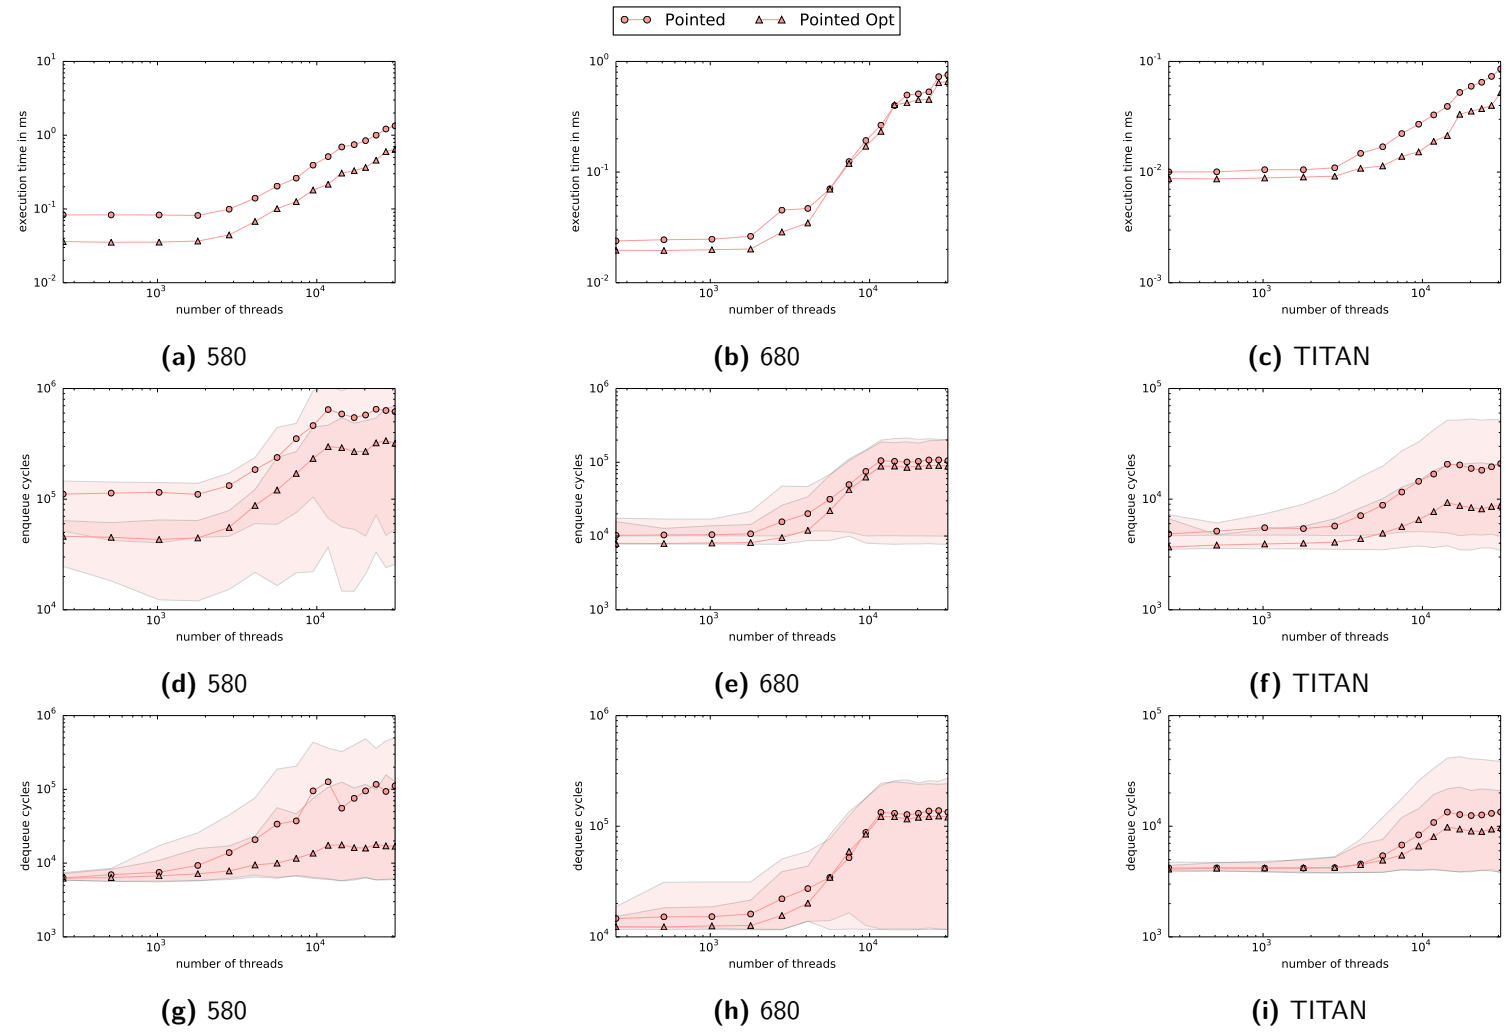 Pointed Pointed Opt
10^1
10^0
10^-1
10^-2
execution time in ms
10^3 10^4
number of threads
(a) 580
10^0
10^-1
10^-2
execution time in ms
10^3 10^4
number of threads
(b) 680
10^-1
10^-2
10^-3
execution time in ms
10^3 10^4
number of threads
(c) TITAN
10^6
10^5
10^4
enqueue cycles
10^3 10^4
number of threads
(d) 580
10^6
10^5
10^4
10^3
enqueue cycles
10^3 10^4
number of threads
(e) 680
10^5
10^4
10^3
enqueue cycles
10^3 10^4
number of threads
(f) TITAN
10^6
10^5
10^4
10^3
dequeue cycles
10^3 10^4
number of threads
(g) 580
10^6
10^5
10^4
dequeue cycles
10^3 10^4
number of threads
(h) 680
10^5
10^4
10^3
dequeue cycles
10^3 10^4
number of threads
(i) TITAN